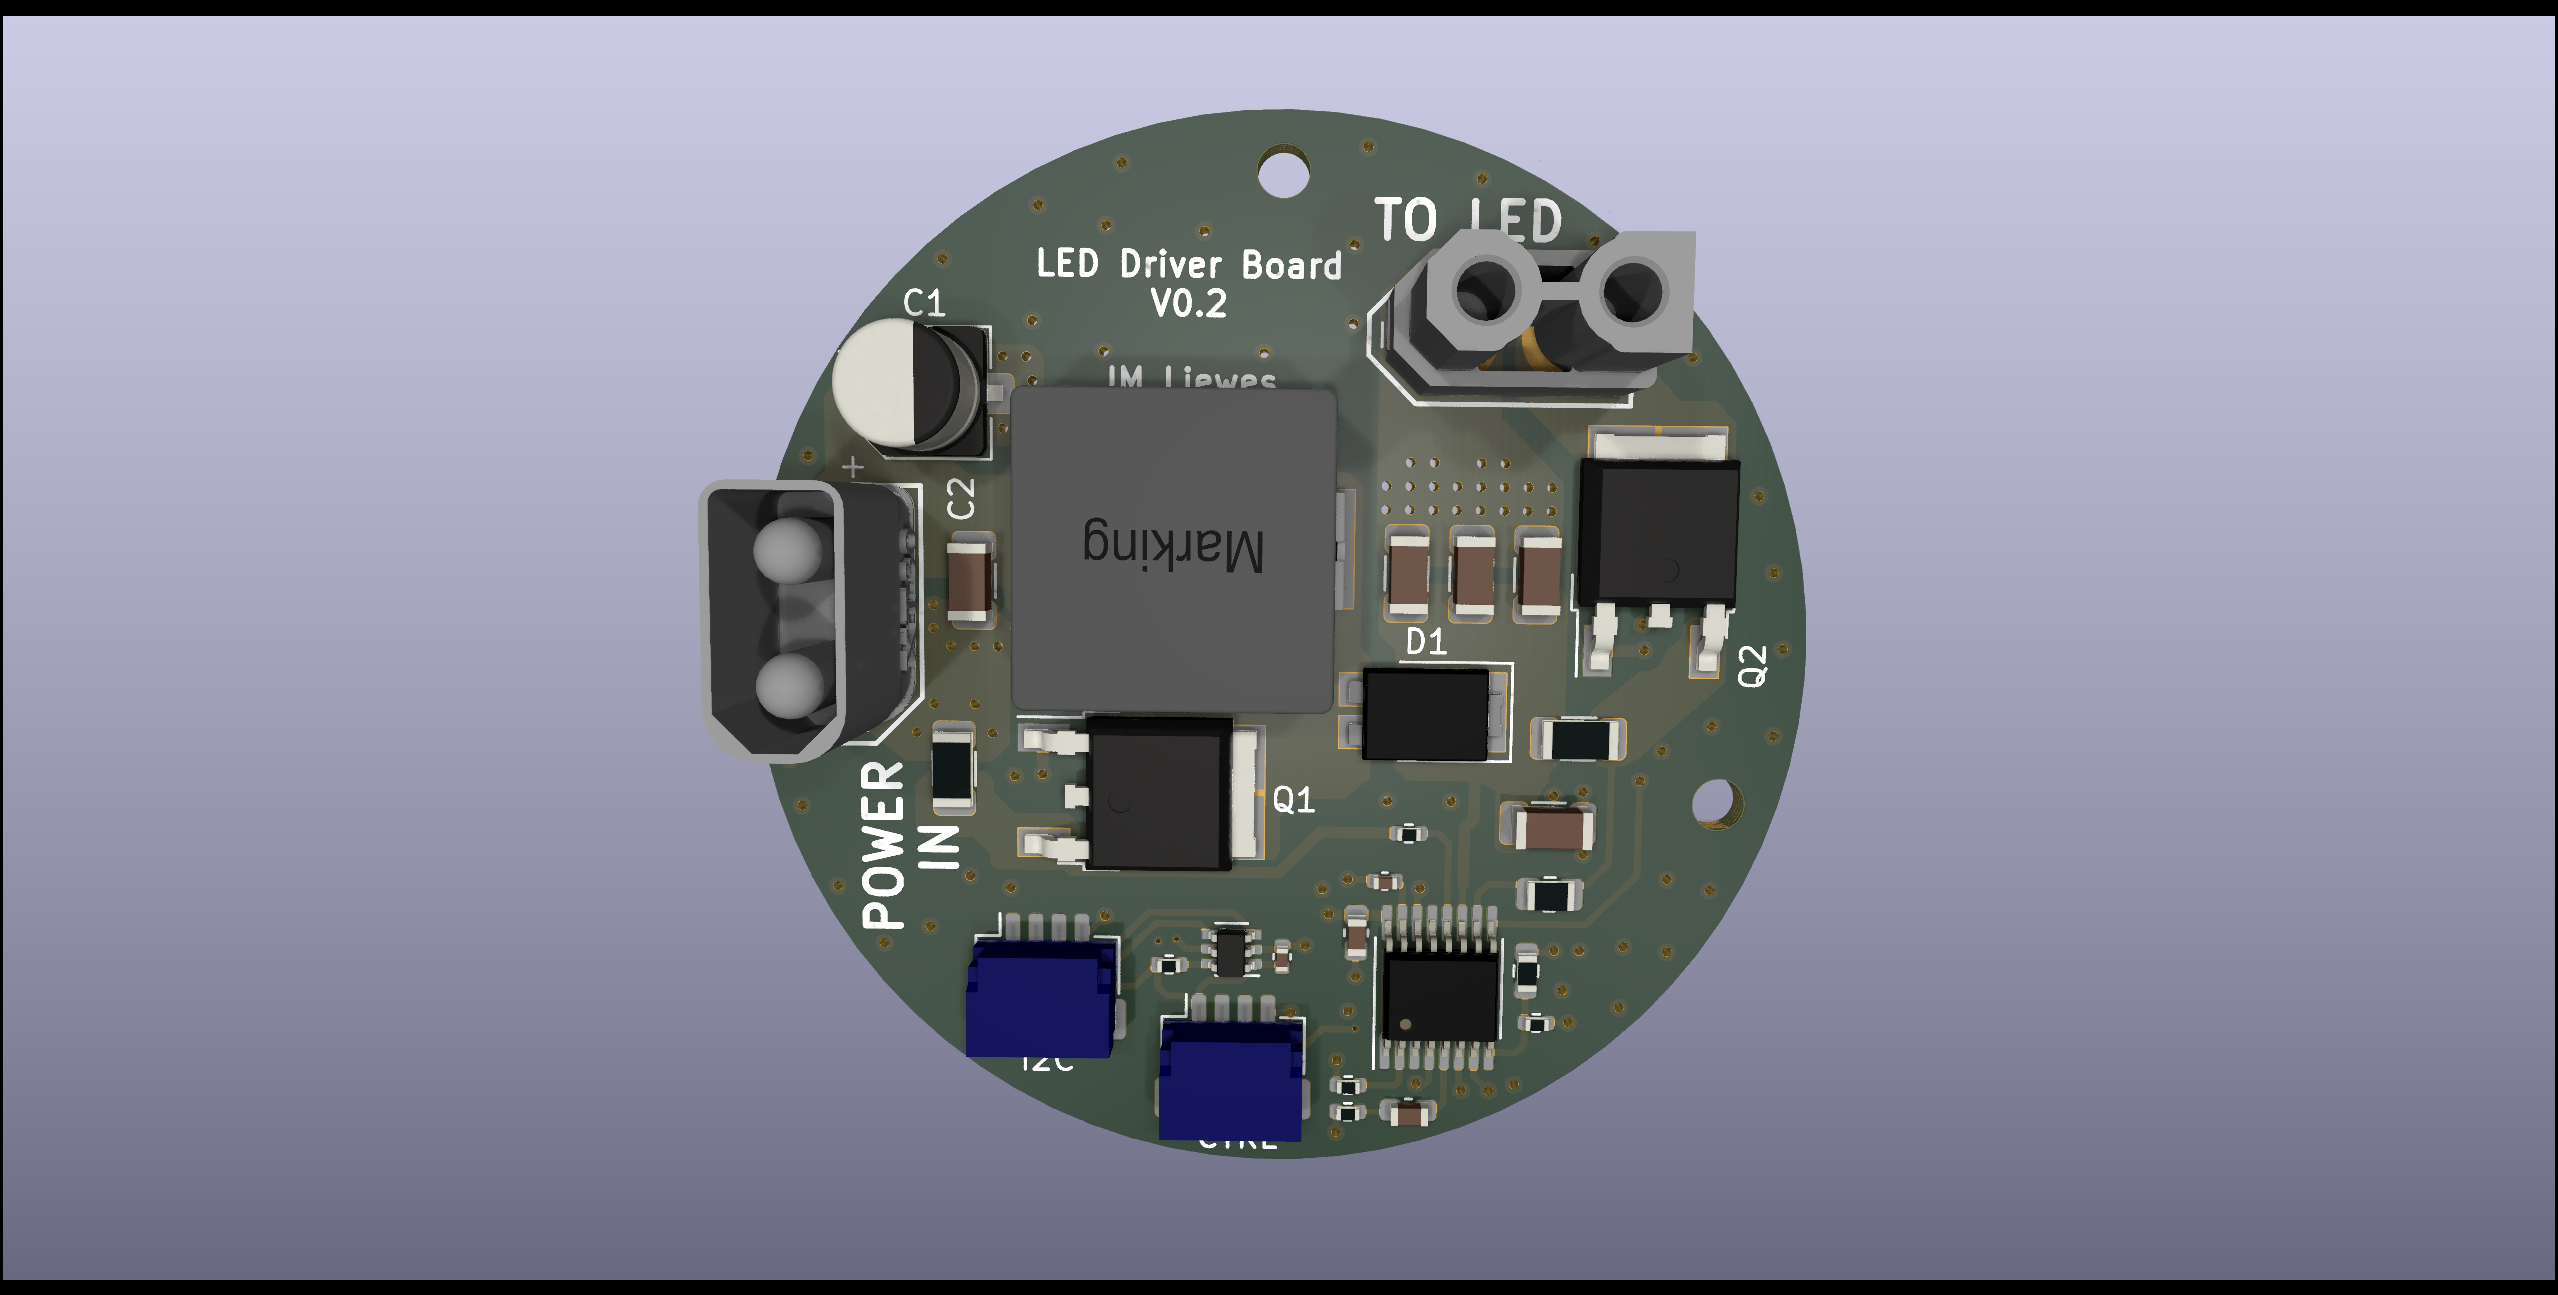 TO LED
LED Driver Board
V0.2
C1
JM Liewes
+
C2
Marking
D1
Q2
Q1
POWER
IN
I2C
CTRL